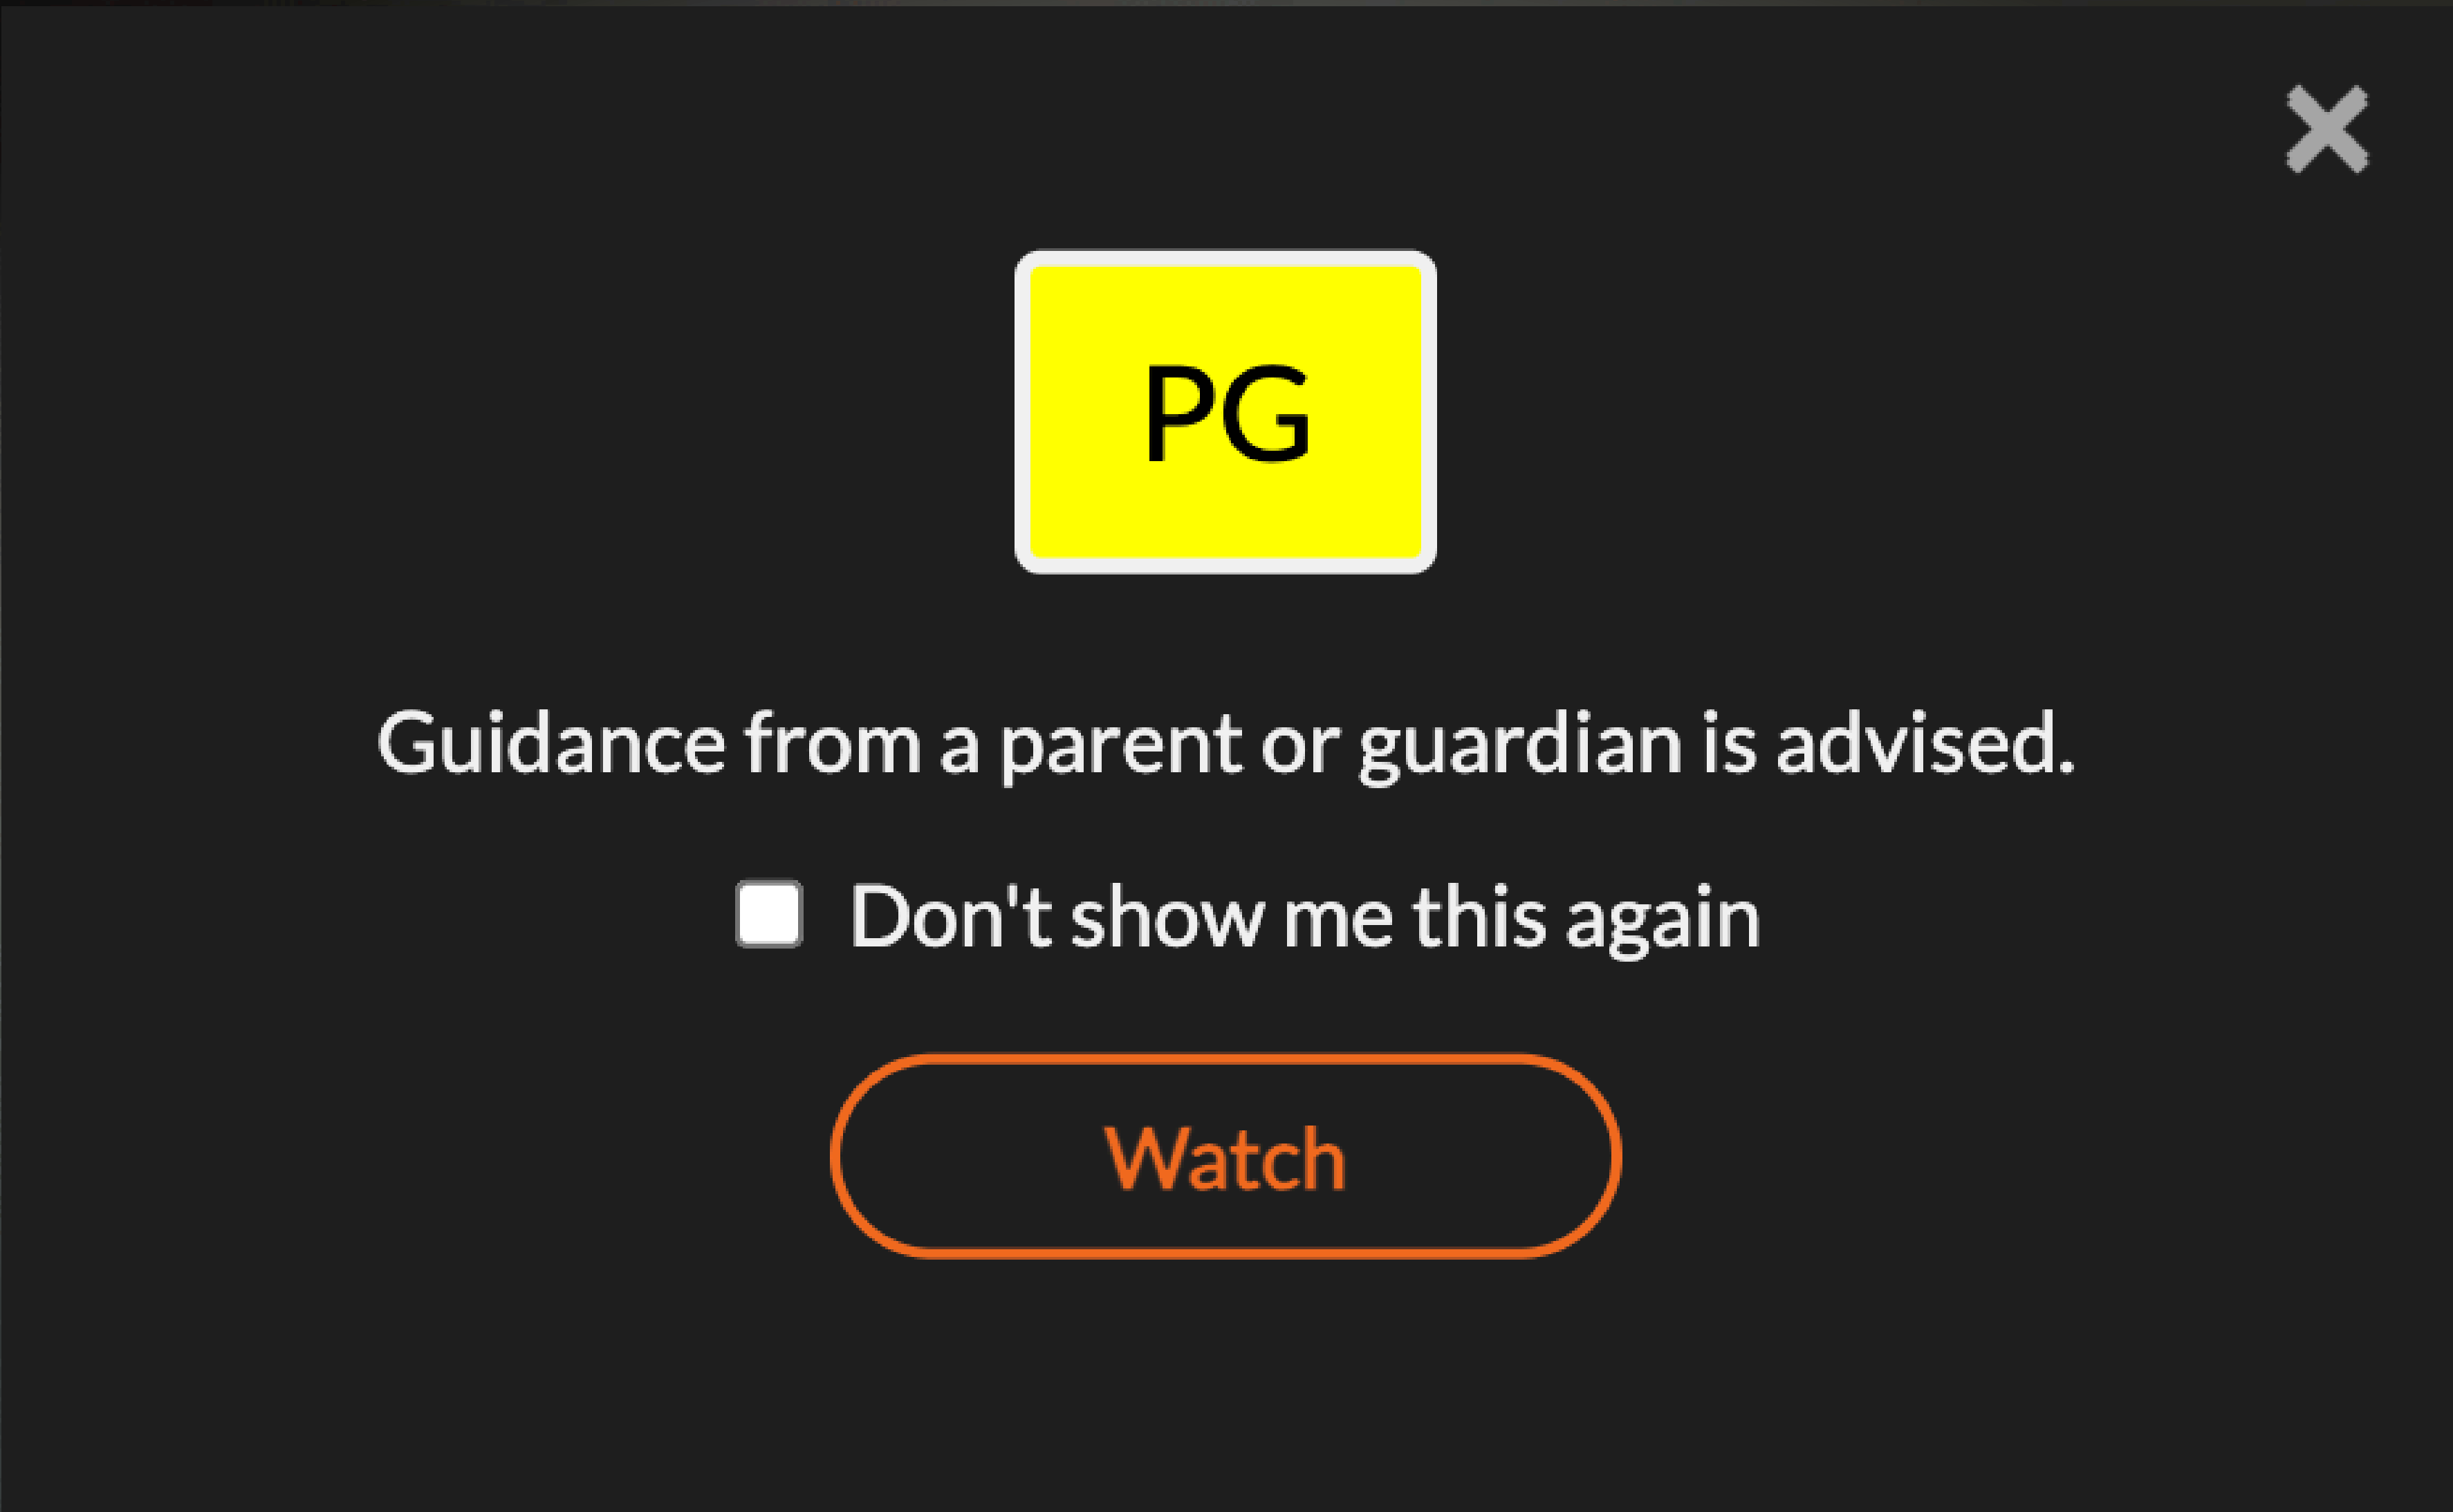 PG
Guidance from a parent or guardian is advised.
Don't show me this again
Watch